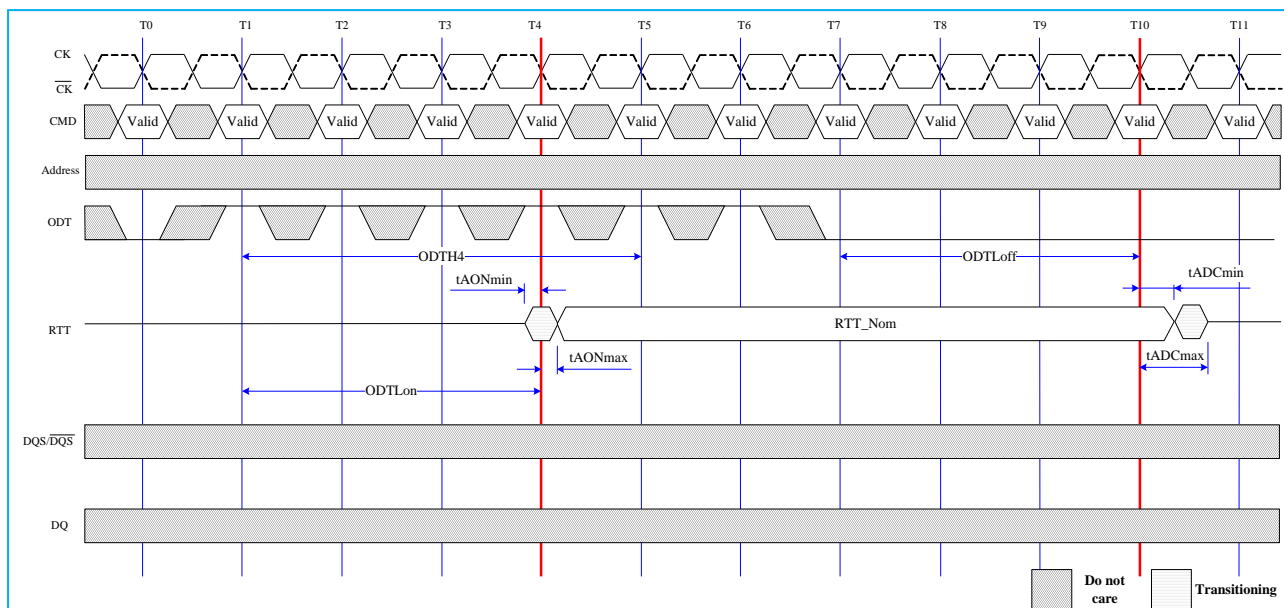 T0 T1 T2 T3 T4 T5 T6 T7 T8 T9 T10 T11
CK
CK
CMD Valid Valid Valid Valid Valid Valid Valid Valid Valid Valid Valid Valid
Address
ODT
ODTH4 ODTLoff
tAONmin tADCmin
RTT RTT_Nom
tAONmax tADCmax
ODTLon
DQS/DQS
DQ
Do not
care
Transitioning